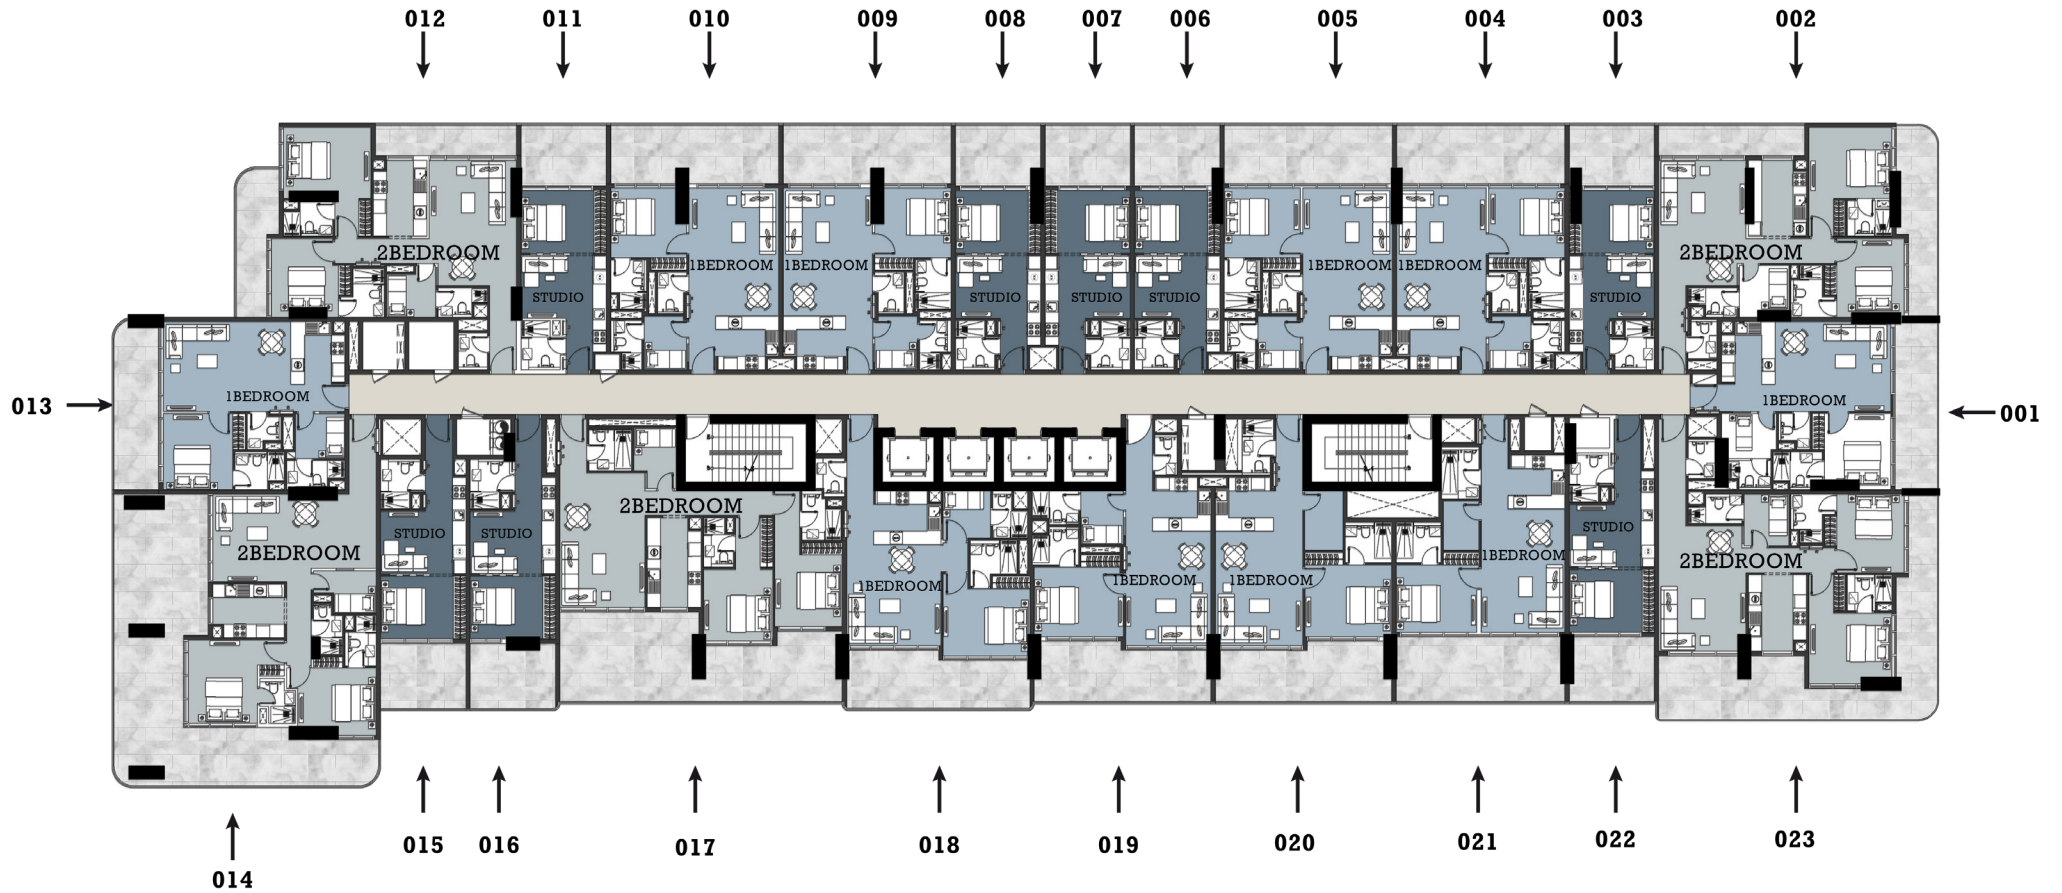 012 011 010 009 008 007 006 005 004 003 002
2BEDROOM 2BEDROOM
1BEDROOM 1BEDROOM 1BEDROOM 1BEDROOM
STUDIO STUDIO STUDIO STUDIO STUDIO
1BEDROOM 1BEDROOM
013 001
2BEDROOM
STUDIO STUDIO STUDIO
2BEDROOM 1BEDROOM 2BEDROOM
1BEDROOM 1BEDROOM 1BEDROOM
015 016 017 018 019 020 021 022 023
014